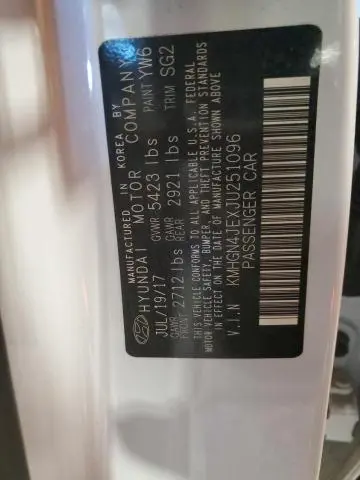 MANUFACTURED IN KOREA BY
HYUNDAI MOTOR COMPANY
JUL/19/17 GVWR 5423 lbs PAINT YW6
GAWR FRONT 2712 lbs GAWR REAR 2921 lbs TRIM SG2
THIS VEHICLE CONFORMS TO ALL APPLICABLE U.S.A. FEDERAL
MOTOR VEHICLE SAFETY, BUMPER, AND THEFT PREVENTION STANDARDS
IN EFFECT ON THE DATE OF MANUFACTURE SHOWN ABOVE
V.I.N KMHGN4JEXJU251096
PASSENGER CAR